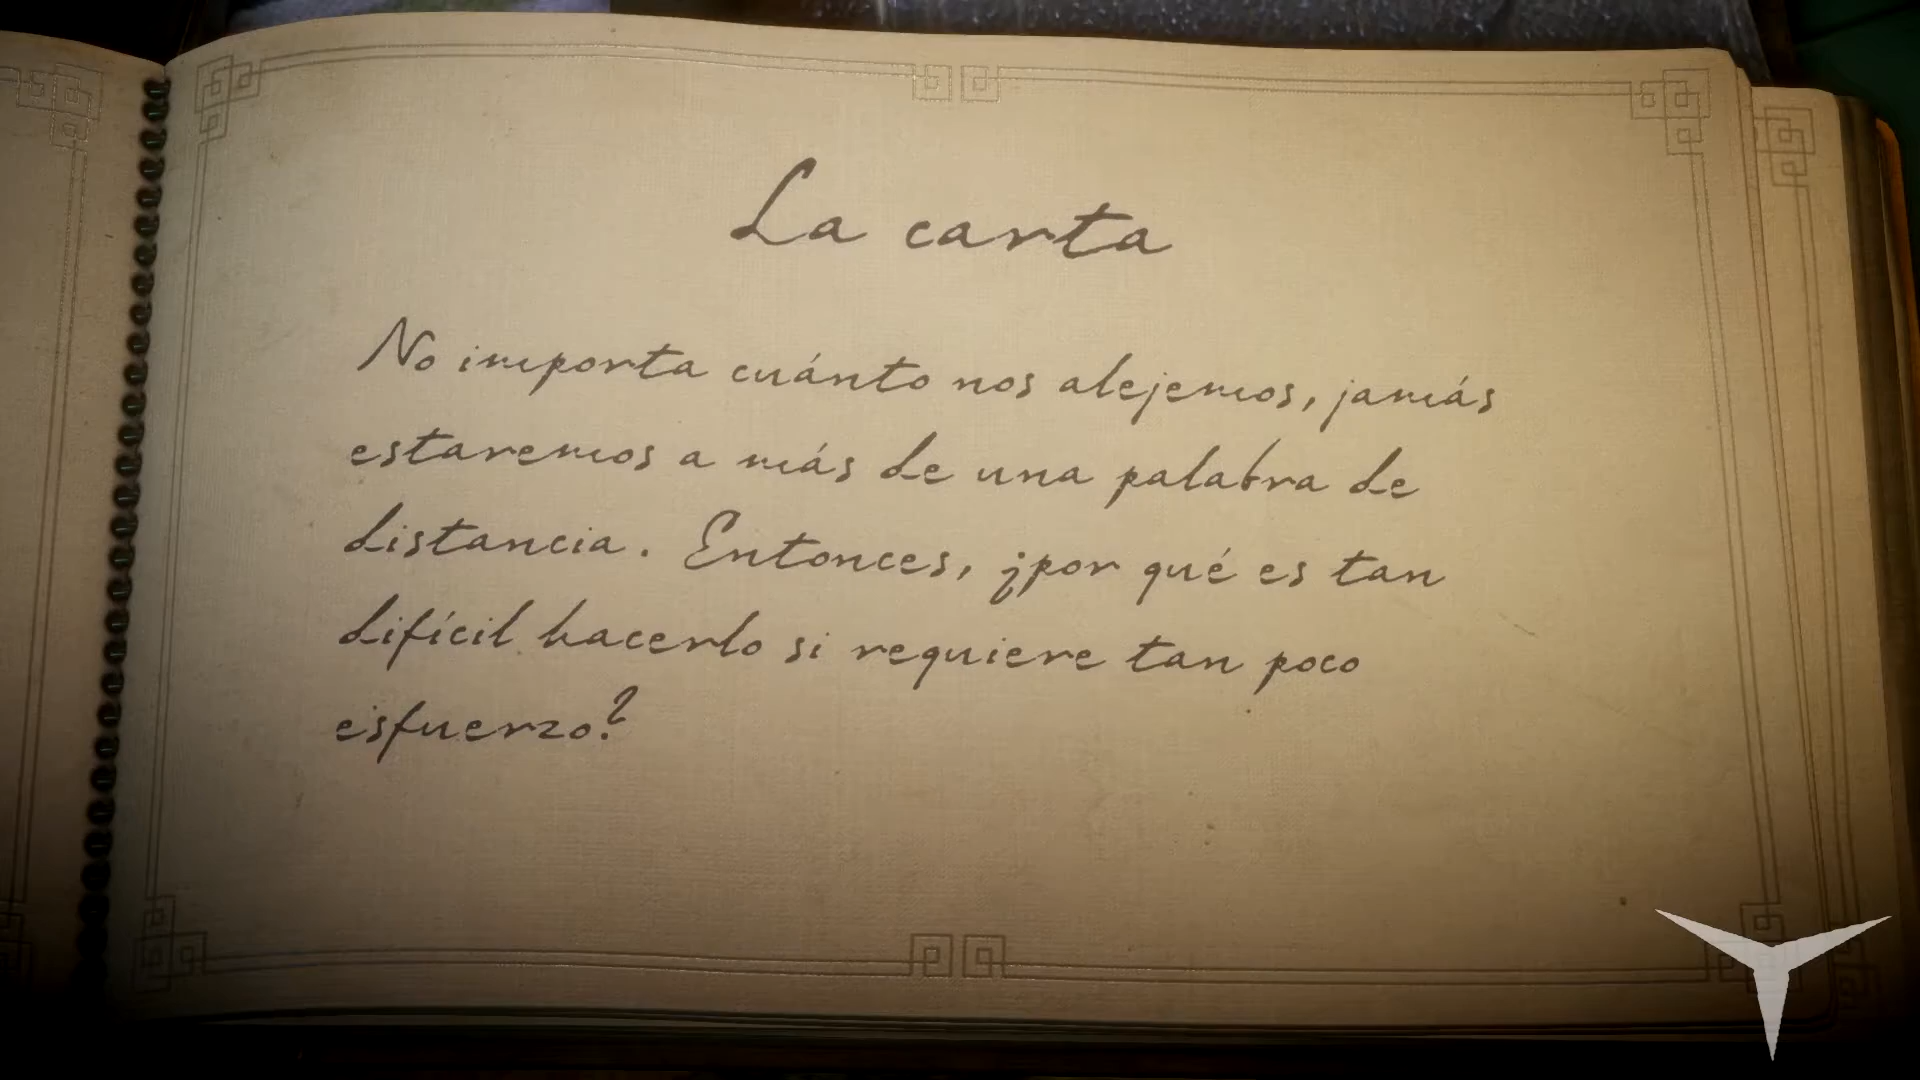 La carta
No importa cuánto nos alejemos, jamás
estaremos a más de una palabra de
distancia. Entonces, ¿por qué es tan
difícil hacerlo si requiere tan poco
esfuerzo?